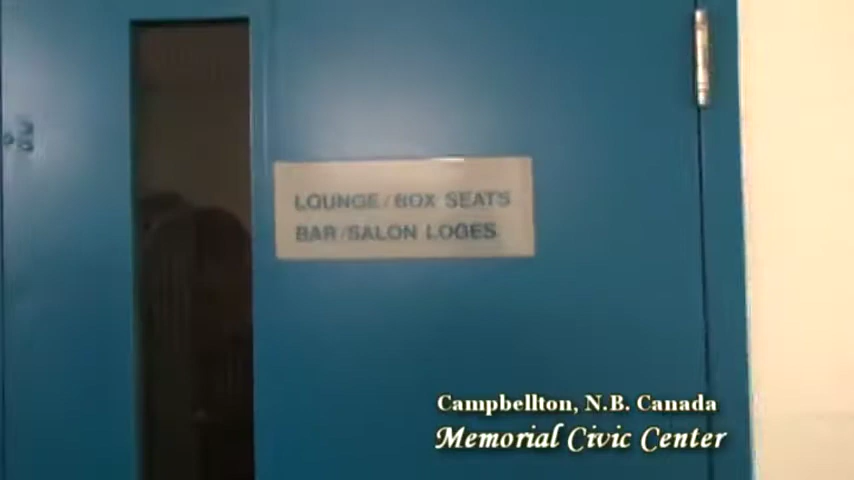 LOUNGE/BOX SEATS
BAR/SALON LOGES
Campbellton, N.B. Canada
Memorial Civic Center